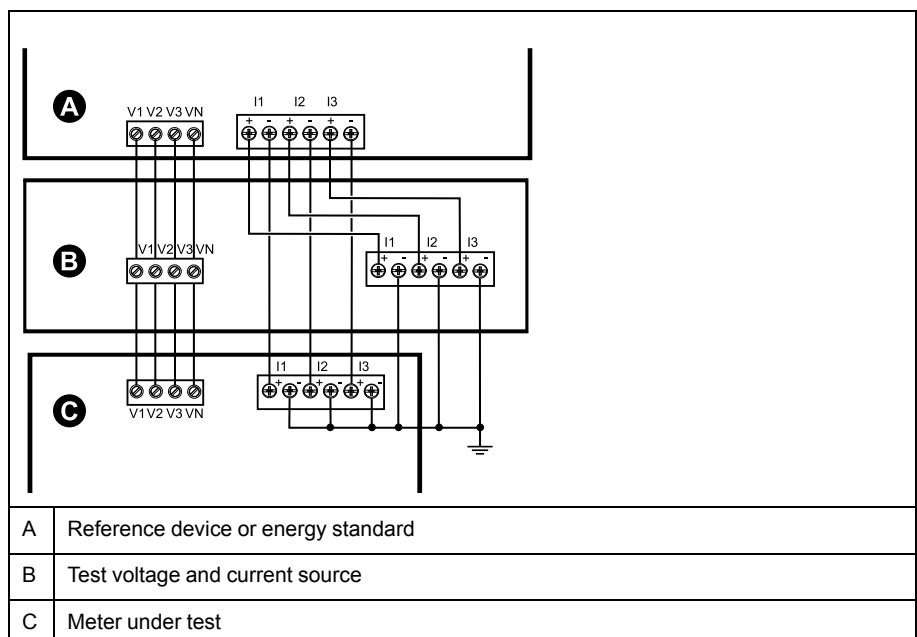 A
V1 V2 V3 VN
I1 I2 I3
+ - + - + -
B
V1 V2 V3 VN
I1 I2 I3
+ - + - + -
C
I1 I2 I3
+ - + - + -
V1 V2 V3 VN
A Reference device or energy standard
B Test voltage and current source
C Meter under test